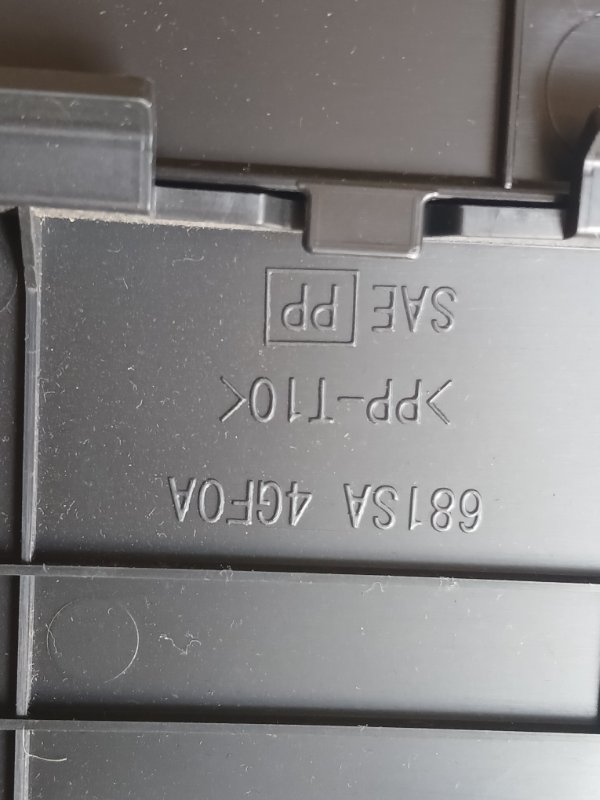 681SA 4GF0A
>PP-T10<
SAE PP